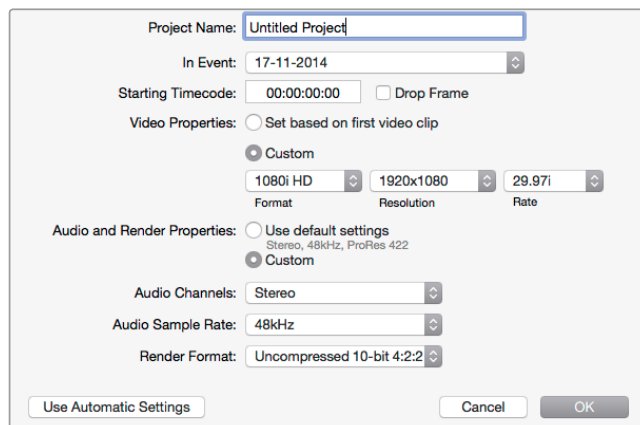 Project Name: Untitled Project
In Event: 17-11-2014
Starting Timecode: 00:00:00:00 Drop Frame
Video Properties: Set based on first video clip
Custom
1080i HD 1920x1080 29.97i
Format Resolution Rate
Audio and Render Properties: Use default settings
Stereo, 48kHz, ProRes 422
Custom
Audio Channels: Stereo
Audio Sample Rate: 48kHz
Render Format: Uncompressed 10-bit 4:2:2
Use Automatic Settings Cancel OK